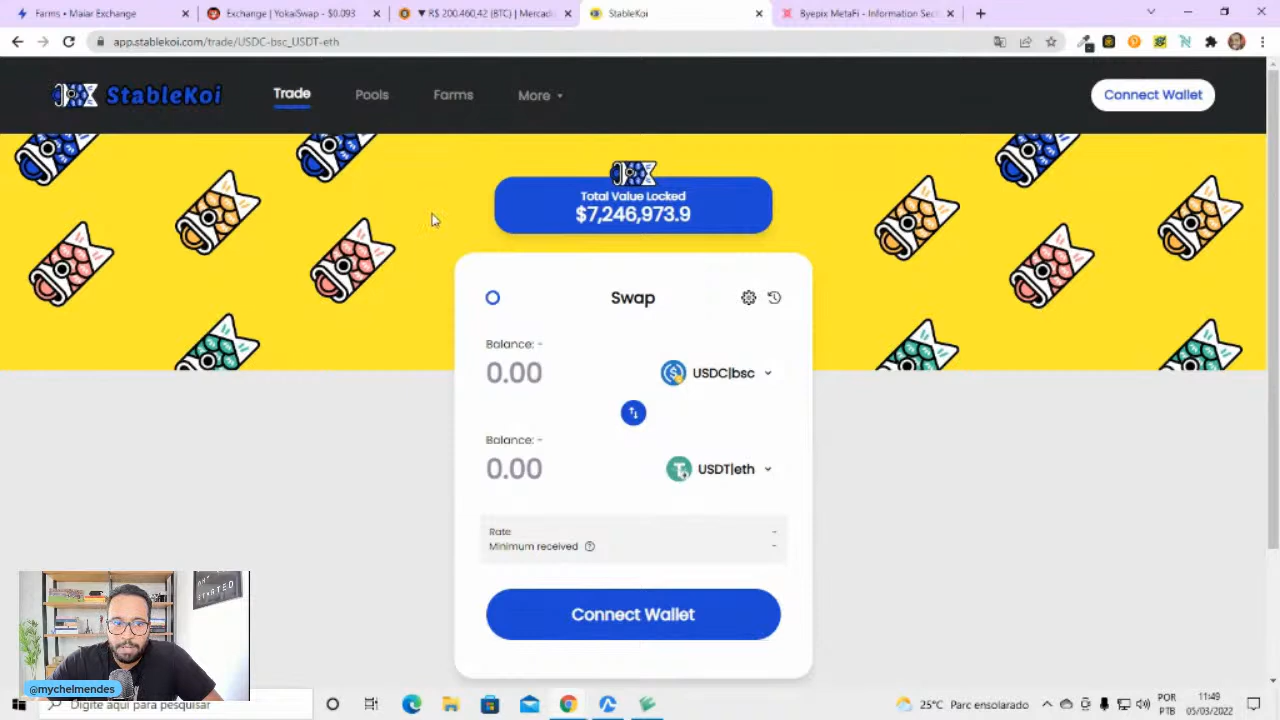 Farms • Maiar Exchange
Exchange | YokaiSwap - $0.093
▼ R$ 200.460,42 (BTC) | Mercad
StableKoi
Byepix MetaFi - Information Sect
app.stablekoi.com/trade/USDC-bsc_USDT-eth
StableKoi
Trade
Pools
Farms
More
Connect Wallet
Total Value Locked
$7,246,973.9
Swap
Balance: -
0.00
USDC|bsc
Balance: -
0.00
USDT|eth
Rate
-
Minimum received
-
Connect Wallet
STARTED
@mychelmendes
Digite aqui para pesquisar
25°C Parc ensolarado
POR
PTB
11:49
05/03/2022